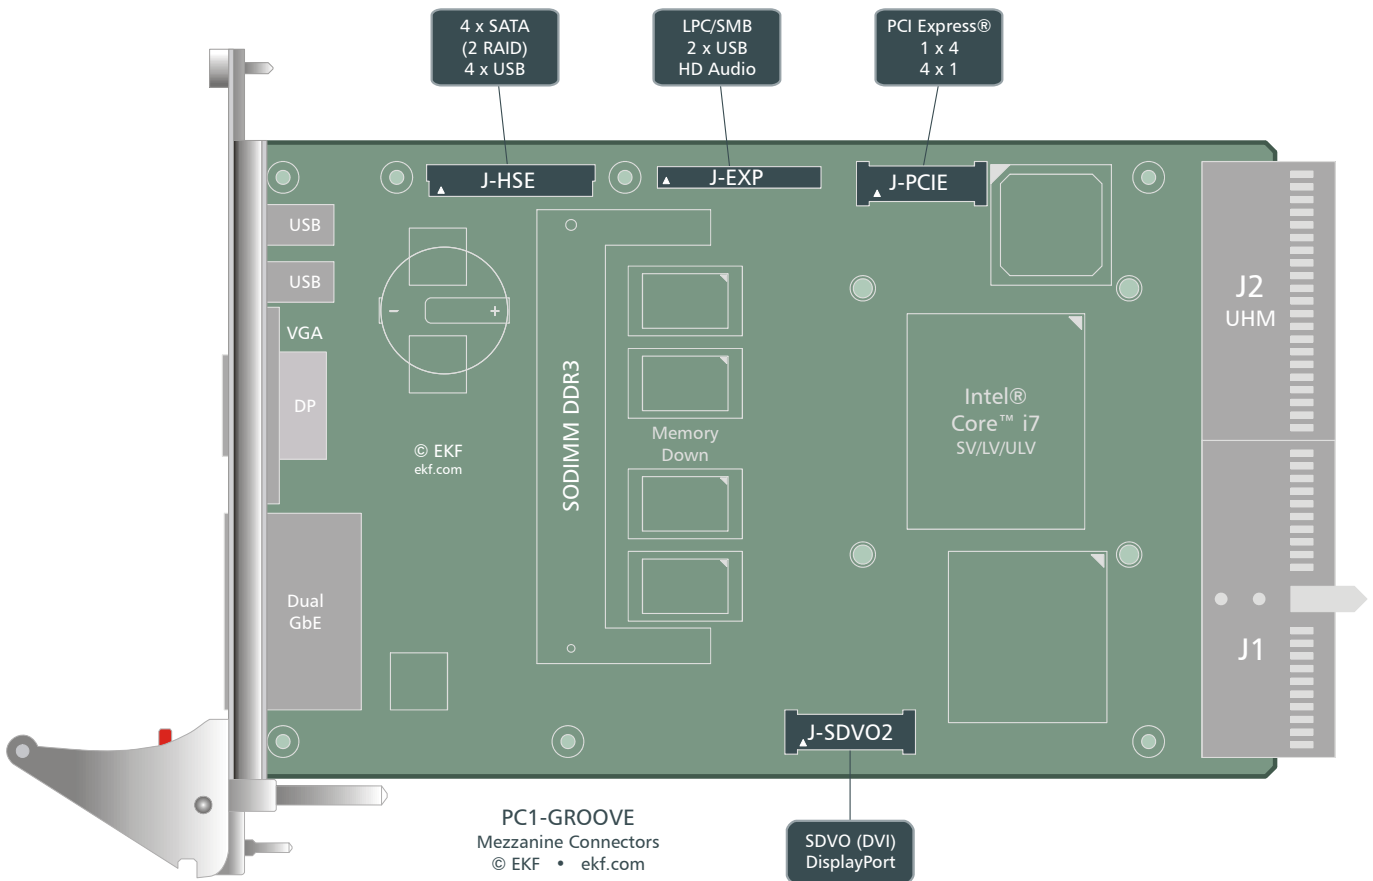 4 x SATA
(2 RAID)
4 x USB
LPC/SMB
2 x USB
HD Audio
PCI Express®
1 x 4
4 x 1
J-HSE
J-EXP
J-PCIE
USB
USB
VGA
DP
− +
© EKF
ekf.com
SODIMM DDR3
Memory
Down
Intel®
Core™ i7
SV/LV/ULV
J2
UHM
Dual
GbE
J1
J-SDVO2
PC1-GROOVE
Mezzanine Connectors
© EKF • ekf.com
SDVO (DVI)
DisplayPort